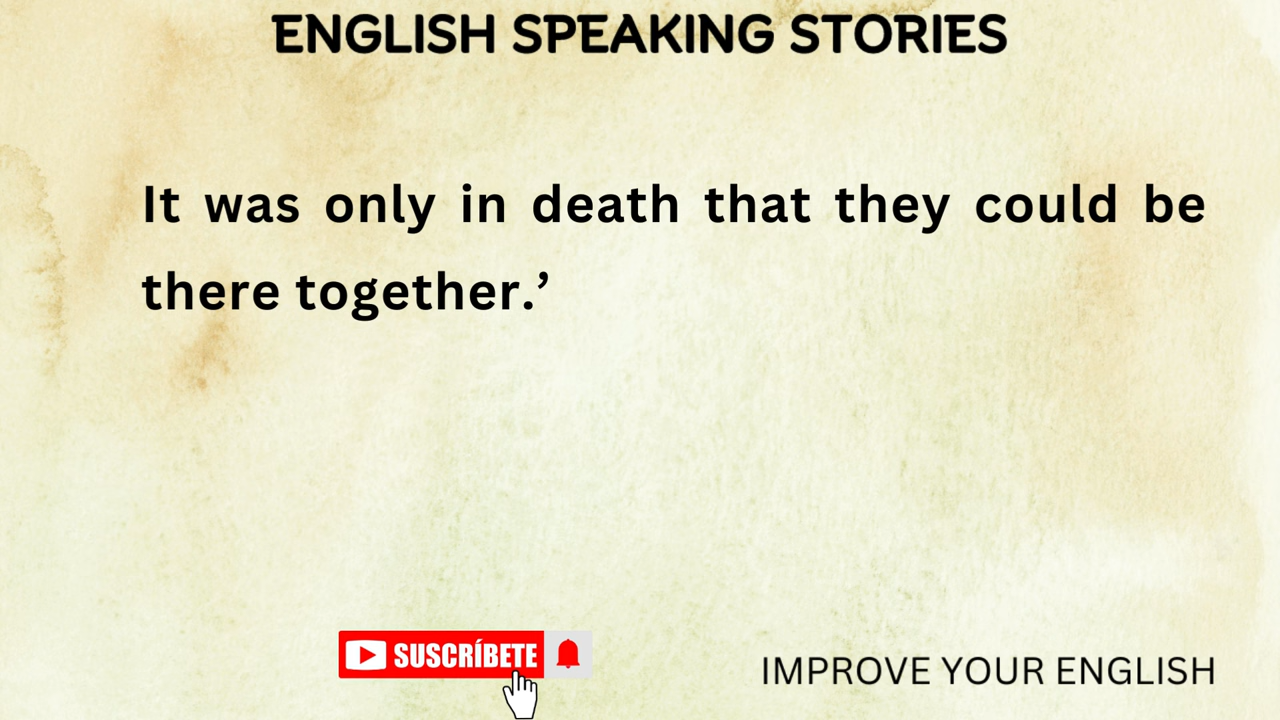 ENGLISH SPEAKING STORIES
It was only in death that they could be
there together.’
SUSCRÍBETE
IMPROVE YOUR ENGLISH